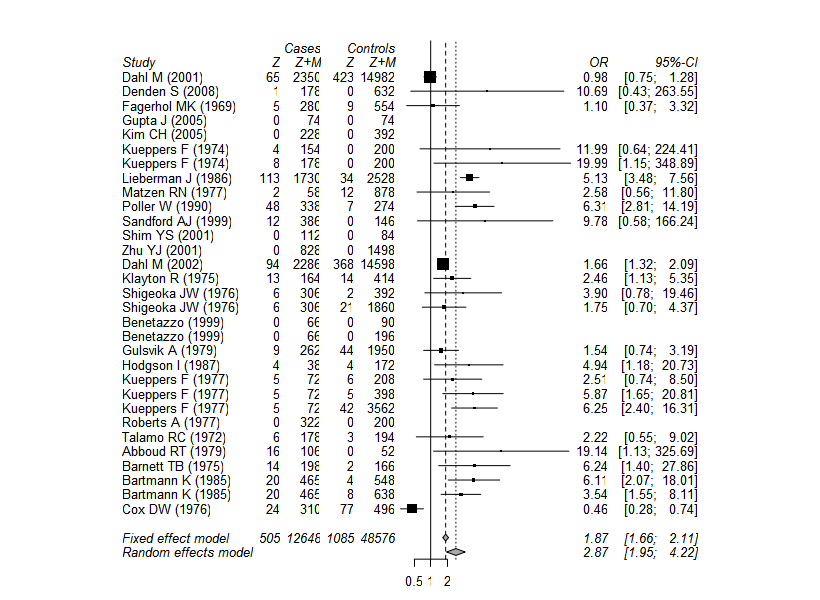 Cases Controls
Study Z Z+M Z Z+M OR 95%-CI
Dahl M (2001) 65 2350 423 14982 0.98 [0.75; 1.28]
Denden S (2008) 1 178 0 632 10.69 [0.43; 263.55]
Fagerhol MK (1969) 5 280 9 554 1.10 [0.37; 3.32]
Gupta J (2005) 0 74 0 74
Kim CH (2005) 0 228 0 392
Kueppers F (1974) 4 154 0 200 11.99 [0.64; 224.41]
Kueppers F (1974) 8 178 0 200 19.99 [1.15; 348.89]
Lieberman J (1986) 113 1730 34 2528 5.13 [3.48; 7.56]
Matzen RN (1977) 2 58 12 878 2.58 [0.56; 11.80]
Poller W (1990) 48 338 7 274 6.31 [2.81; 14.19]
Sandford AJ (1999) 12 386 0 146 9.78 [0.58; 166.24]
Shim YS (2001) 0 112 0 84
Zhu YJ (2001) 0 828 0 1498
Dahl M (2002) 94 2286 368 14598 1.66 [1.32; 2.09]
Klayton R (1975) 13 164 14 414 2.46 [1.13; 5.35]
Shigeoka JW (1976) 6 306 2 392 3.90 [0.78; 19.46]
Shigeoka JW (1976) 6 306 21 1860 1.75 [0.70; 4.37]
Benetazzo (1999) 0 66 0 90
Benetazzo (1999) 0 66 0 196
Gulsvik A (1979) 9 262 44 1950 1.54 [0.74; 3.19]
Hodgson I (1987) 4 38 4 172 4.94 [1.18; 20.73]
Kueppers F (1977) 5 72 6 208 2.51 [0.74; 8.50]
Kueppers F (1977) 5 72 5 398 5.87 [1.65; 20.81]
Kueppers F (1977) 5 72 42 3562 6.25 [2.40; 16.31]
Roberts A (1977) 0 322 0 200
Talamo RC (1972) 6 178 3 194 2.22 [0.55; 9.02]
Abboud RT (1979) 16 106 0 52 19.14 [1.13; 325.69]
Barnett TB (1975) 14 198 2 166 6.24 [1.40; 27.86]
Bartmann K (1985) 20 465 4 548 6.11 [2.07; 18.01]
Bartmann K (1985) 20 465 8 638 3.54 [1.55; 8.11]
Cox DW (1976) 24 310 77 496 0.46 [0.28; 0.74]
Fixed effect model 505 12648 1085 48576 1.87 [1.66; 2.11]
Random effects model 2.87 [1.95; 4.22]
0.5 1 2